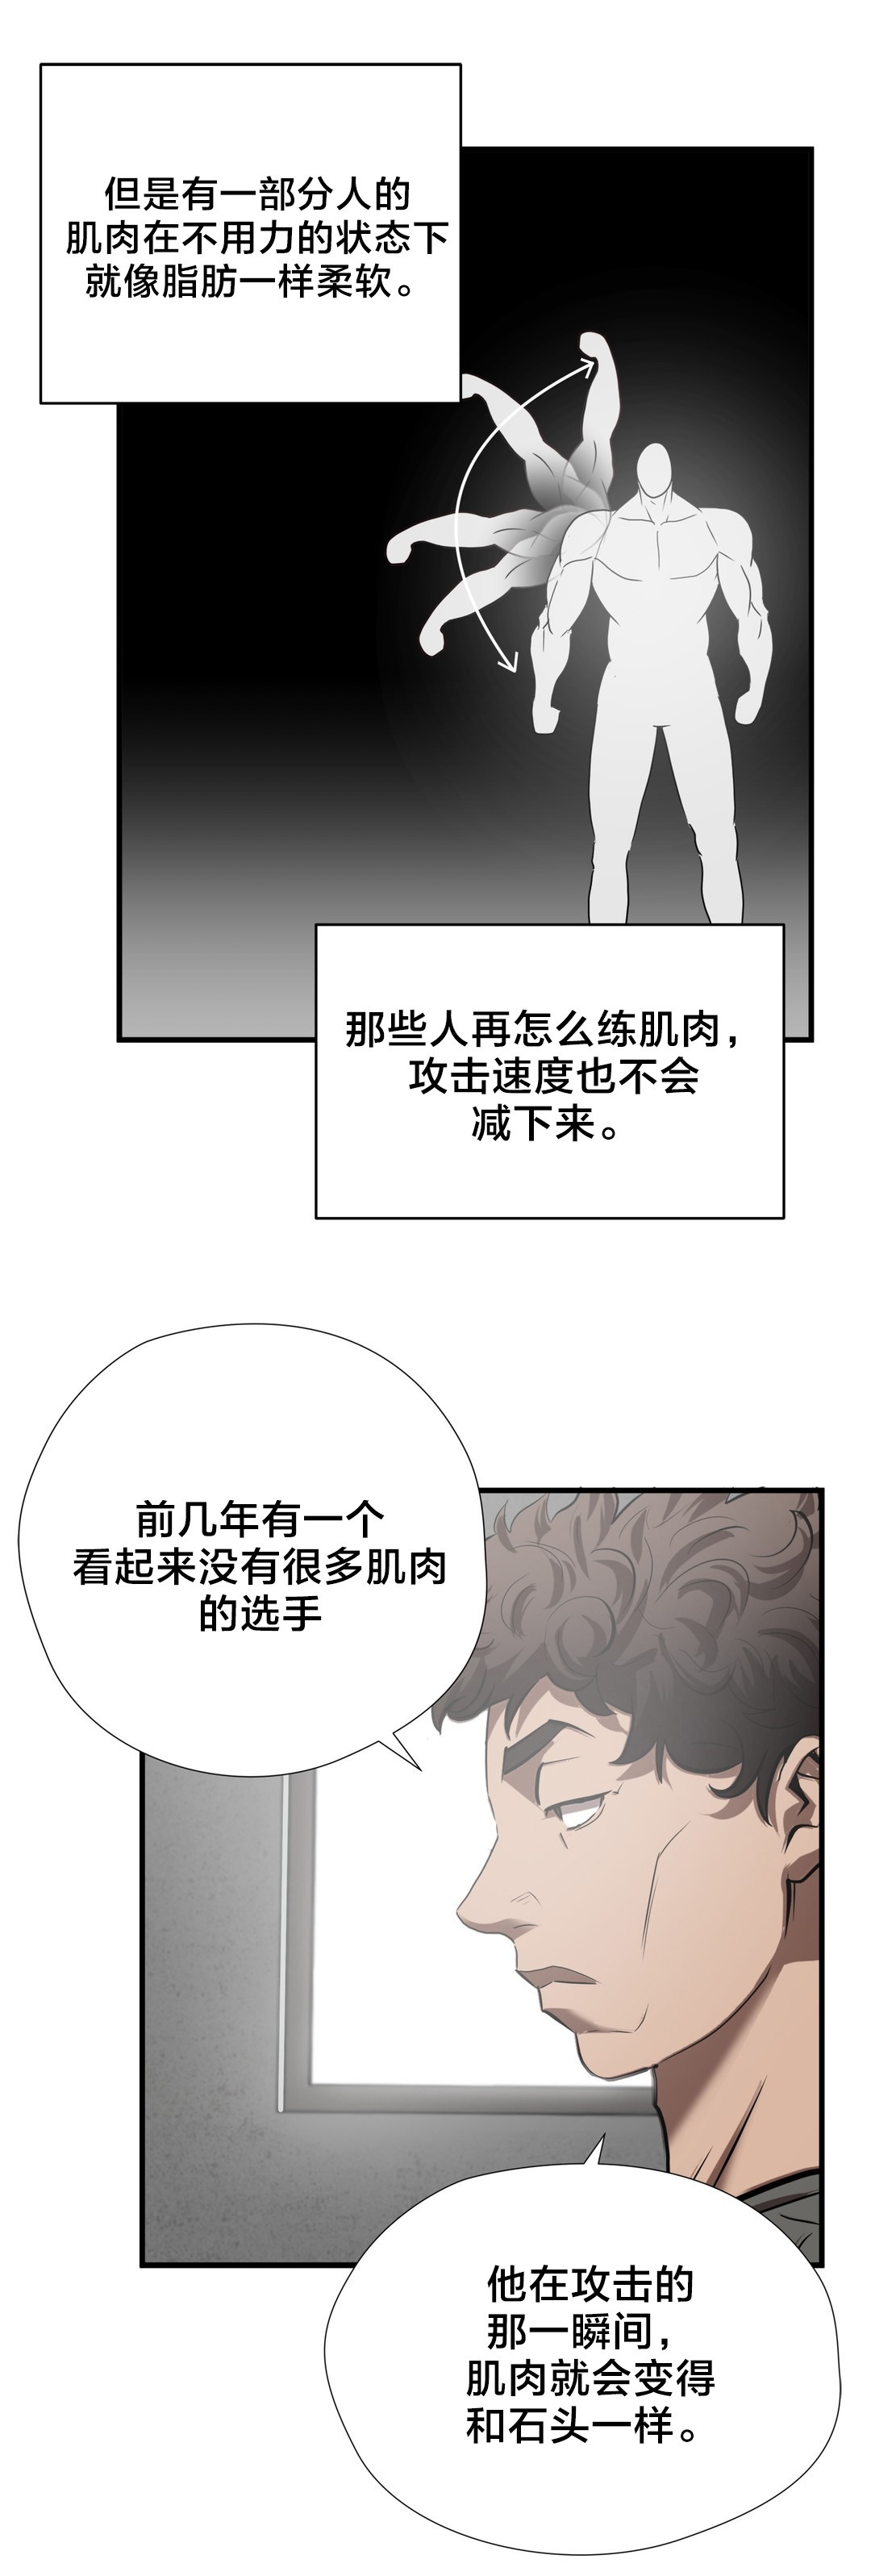 但是有一部分人的
肌肉在不用力的状态下
就像脂肪一样柔软。
那些人再怎么练肌肉，
攻击速度也不会
减下来。
前几年有一个
看起来没有很多肌肉
的选手
他在攻击的
那一瞬间，
肌肉就会变得
和石头一样。